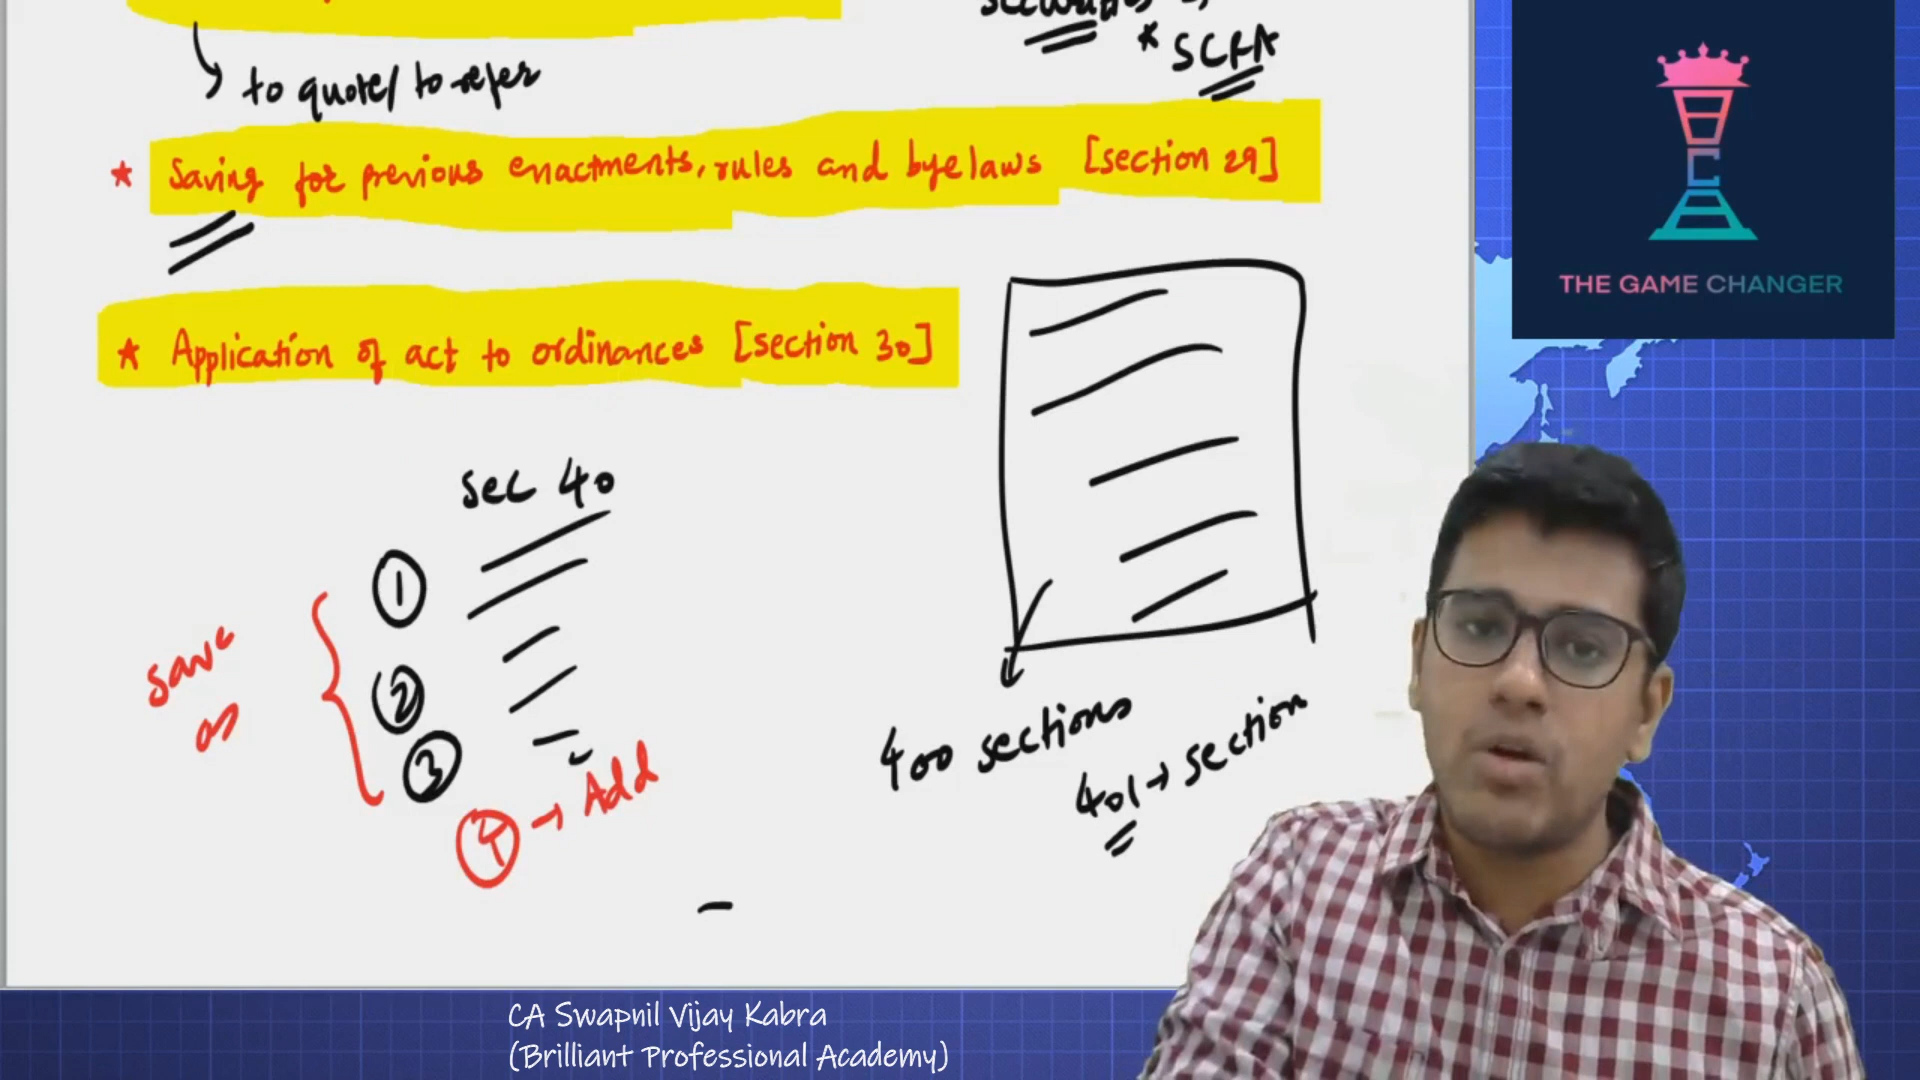 * SCRA
to quote/ to refer
* Saving for previous enactments, rules and byelaws [section 29]
* Application of act to ordinances [section 30]
sec 40
1
2
3
4 → Add
save
as
400 sections
401 → section
THE GAME CHANGER
CA Swapnil Vijay Kabra
(Brilliant Professional Academy)